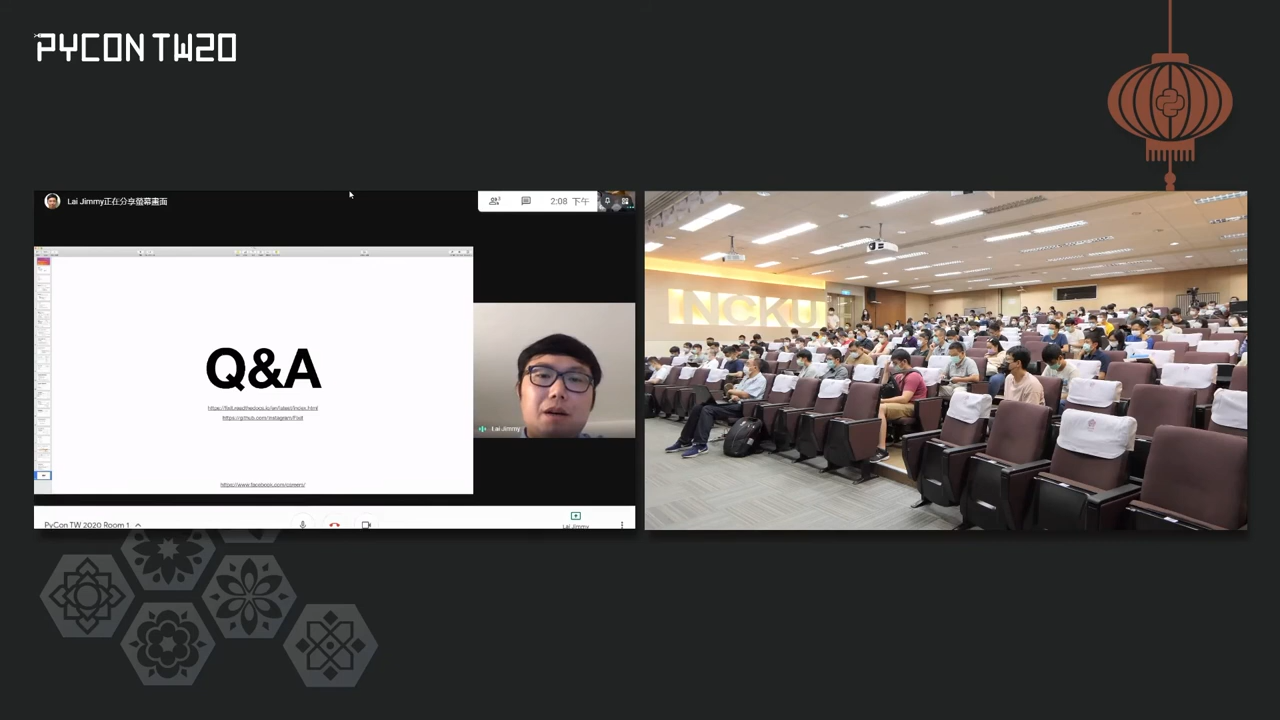 PYCON TW20
Lai Jimmy正在分享螢幕畫面
2:08 下午
NCKU
Q&A
https://fixit.readthedocs.io/en/latest/index.html
https://github.com/Instagram/Fixit
Lai Jimmy
https://www.facebook.com/careers/
PyCon TW 2020 Room 1
Lai Jimmy